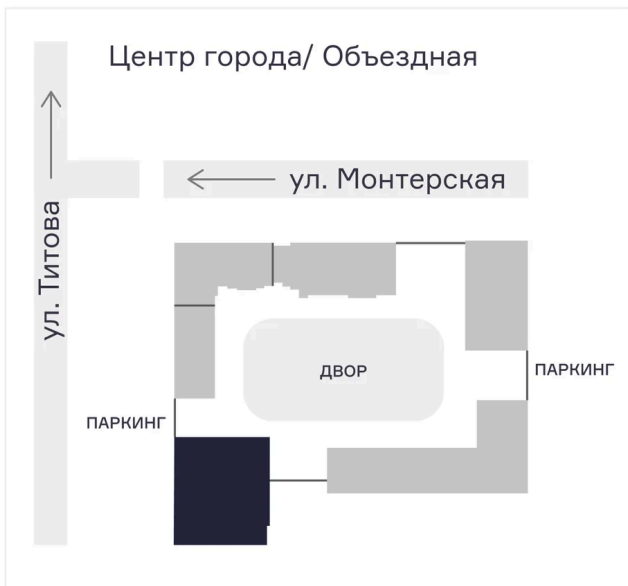 Центр города/ Объездная
ул. Монтерская
ул. Титова
ДВОР
ПАРКИНГ
ПАРКИНГ